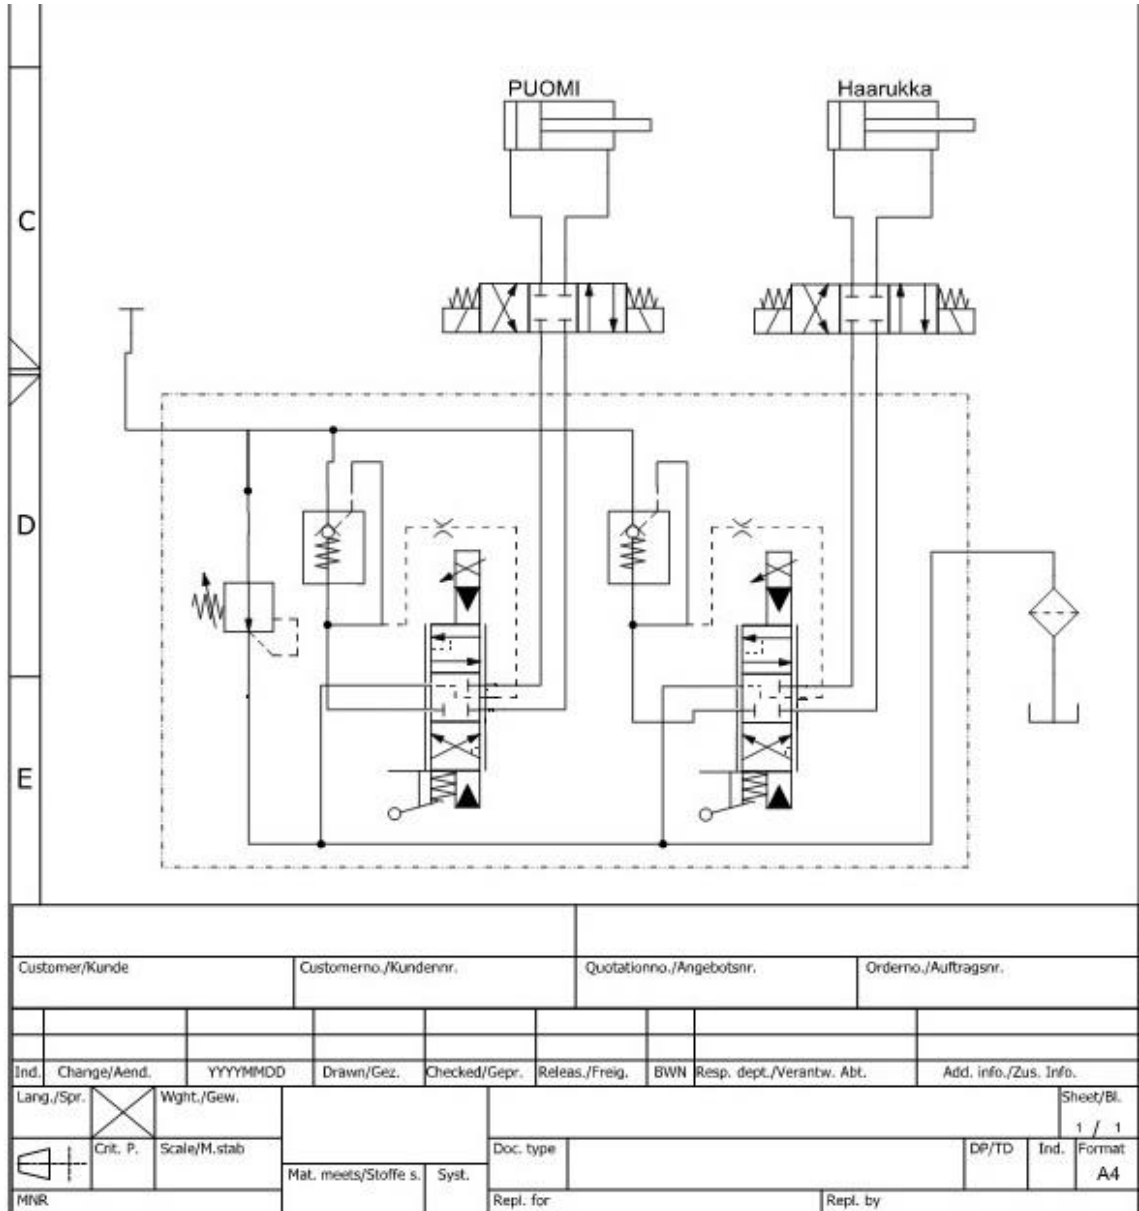 PUOMI
Haarukka
C
D
E
Customer/Kunde
Customerno./Kundennr.
Quotationno./Angebotsnr.
Orderno./Auftragsnr.
Ind.
Change/Aend.
YYYYMMDD
Drawn/Gez.
Checked/Gepr.
Releas./Freig.
BWN
Resp. dept./Verantw. Abt.
Add. info./Zus. Info.
Lang./Spr.
Wght./Gew.
Sheet/Bl.
1 / 1
Crit. P.
Scale/M.stab
Doc. type
DP/TD
Ind.
Format
A4
Mat. meets/Stoffe s.
Syst.
MNR
Repl. for
Repl. by